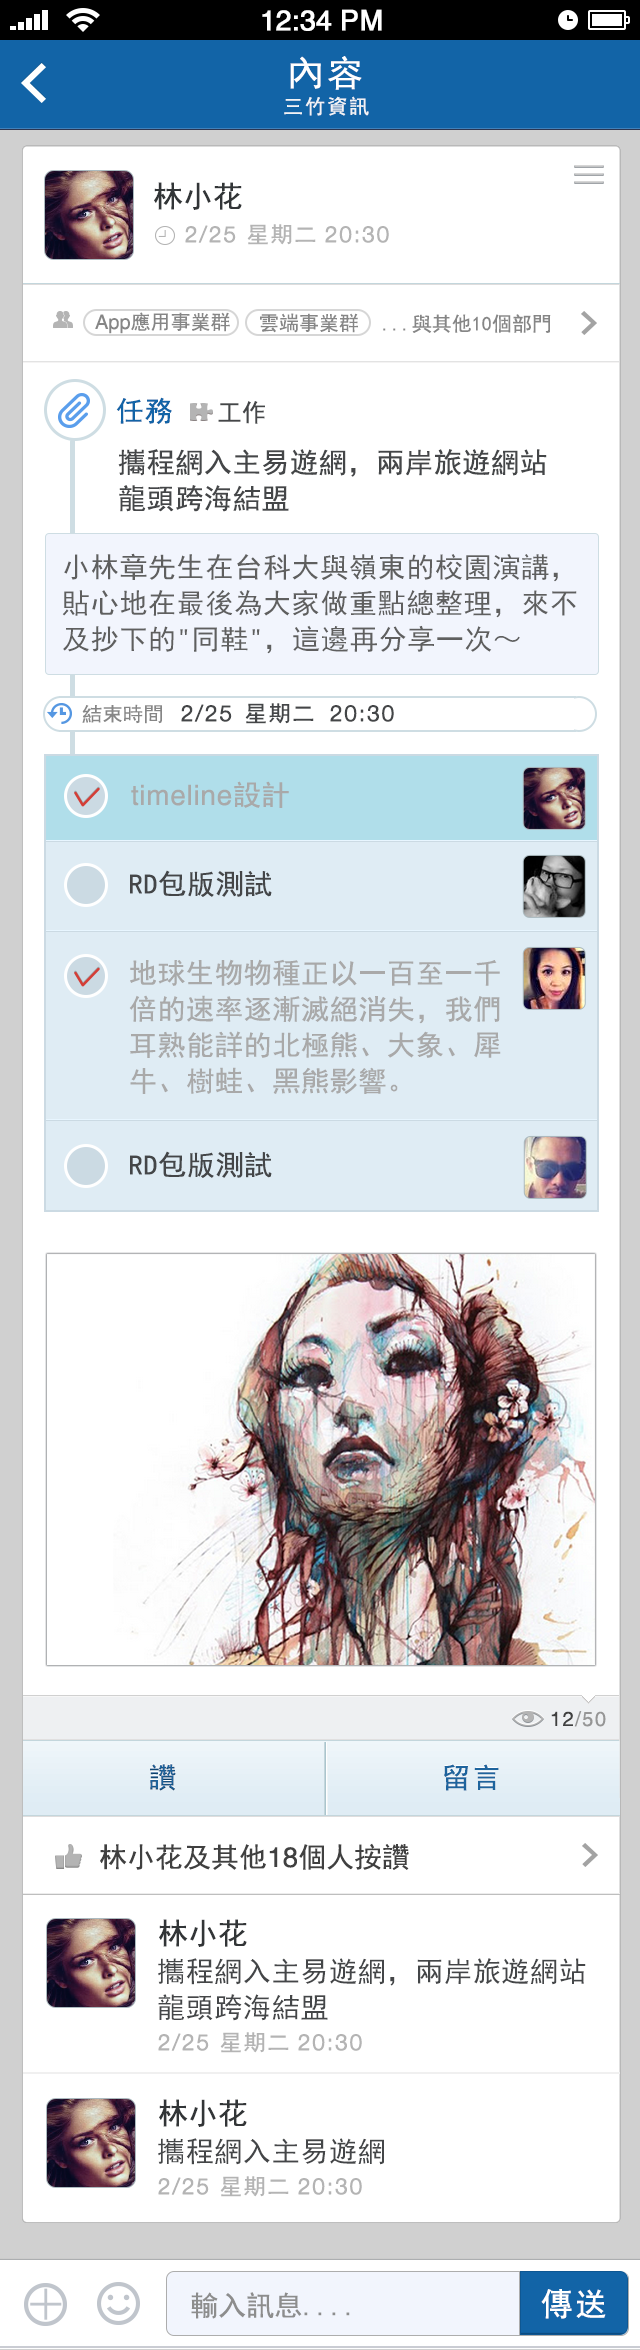 12:34 PM
內容
三竹資訊
林小花
2/25 星期二 20:30
App應用事業群 雲端事業群 ...與其他10個部門
任務 工作
攜程網入主易遊網，兩岸旅遊網站
龍頭跨海結盟
小林章先生在台科大與嶺東的校園演講，
貼心地在最後為大家做重點總整理，來不
及抄下的"同鞋"，這邊再分享一次～
結束時間 2/25 星期二 20:30
timeline設計
RD包版測試
地球生物物種正以一百至一千
倍的速率逐漸滅絕消失，我們
耳熟能詳的北極熊、大象、犀
牛、樹蛙、黑熊影響。
RD包版測試
12/50
讚 留言
林小花及其他18個人按讚
林小花
攜程網入主易遊網，兩岸旅遊網站
龍頭跨海結盟
2/25 星期二 20:30
林小花
攜程網入主易遊網
2/25 星期二 20:30
輸入訊息.... 傳送